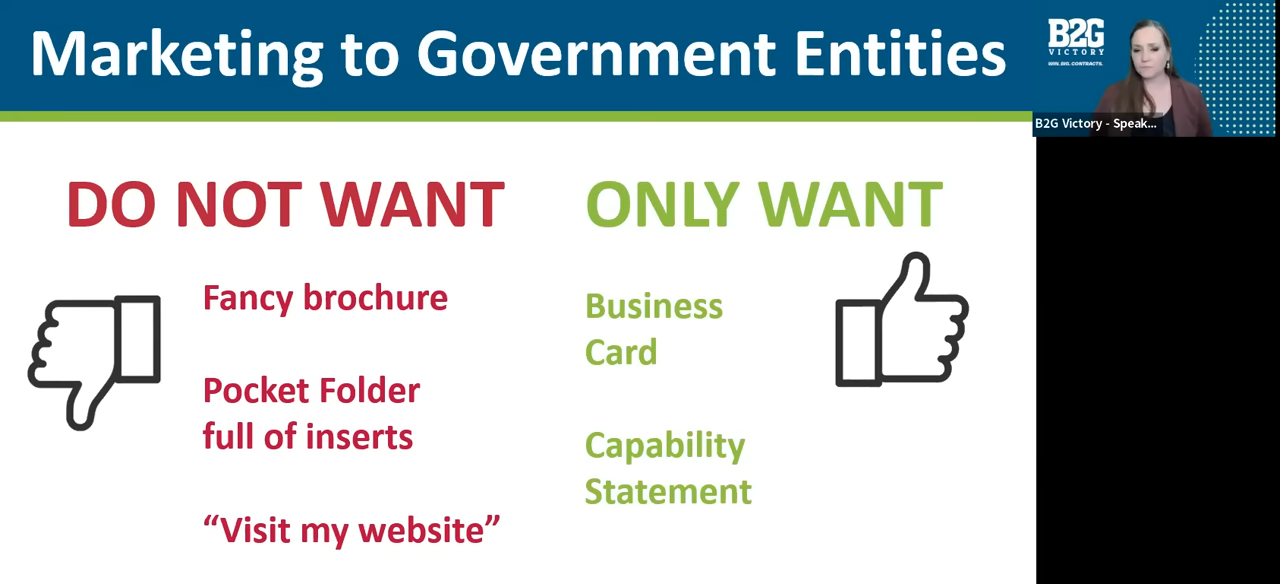 Marketing to Government Entities
B2G
VICTORY
WIN. BIG. CONTRACTS.
B2G Victory - Speak...
DO NOT WANT
Fancy brochure
Pocket Folder
full of inserts
“Visit my website”
ONLY WANT
Business
Card
Capability
Statement